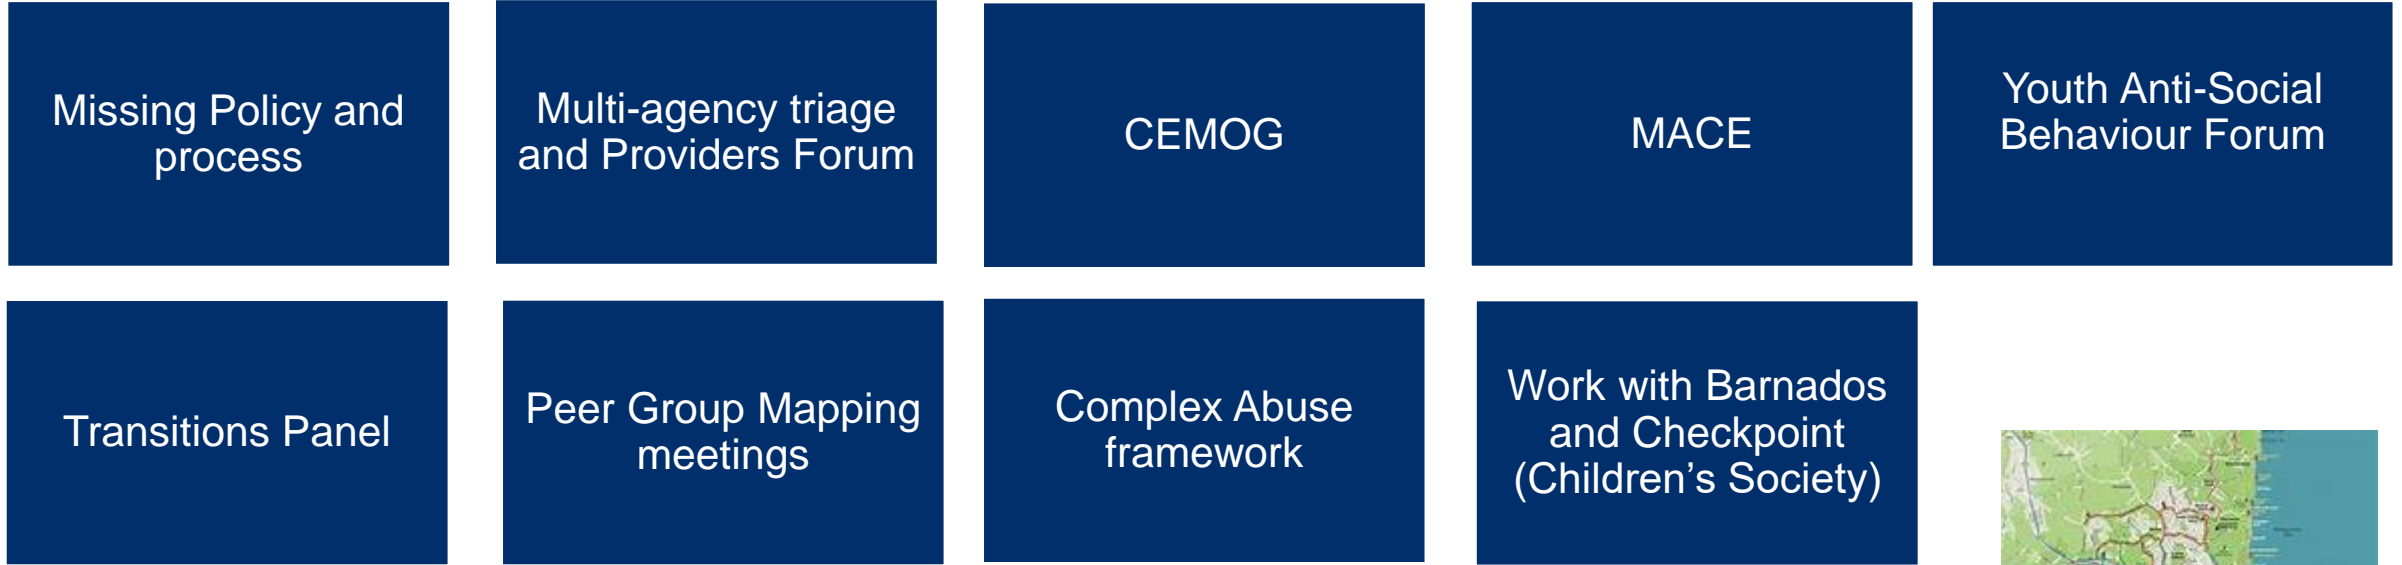 Missing Policy and
process
Multi-agency triage
and Providers Forum
CEMOG
MACE
Youth Anti-Social
Behaviour Forum
Transitions Panel
Peer Group Mapping
meetings
Complex Abuse
framework
Work with Barnados
and Checkpoint
(Children’s Society)